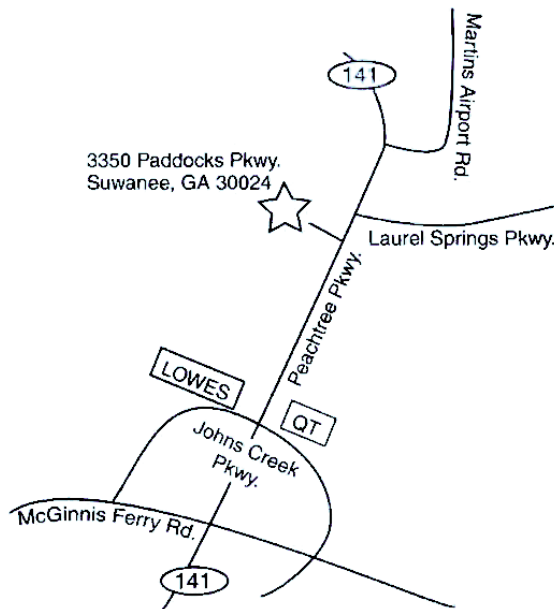 141
Martins Airport Rd.
3350 Paddocks Pkwy.
Suwanee, GA 30024
Laurel Springs Pkwy.
Peachtree Pkwy.
LOWES
QT
Johns Creek
Pkwy.
McGinnis Ferry Rd.
141